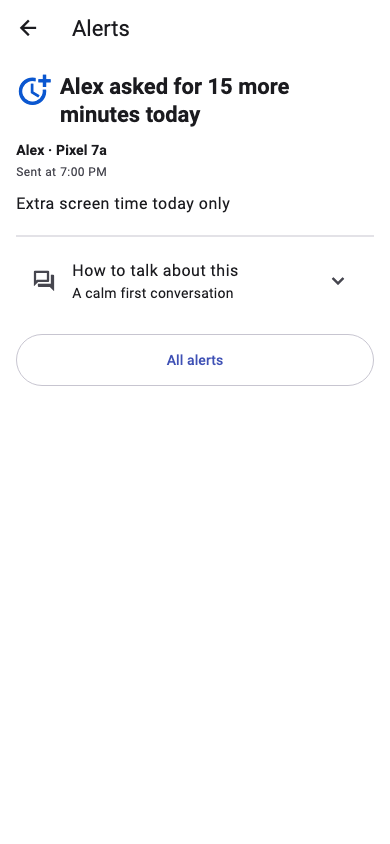 Alerts
Alex asked for 15 more
minutes today
Alex · Pixel 7a
Sent at 7:00 PM
Extra screen time today only
How to talk about this
A calm first conversation
All alerts